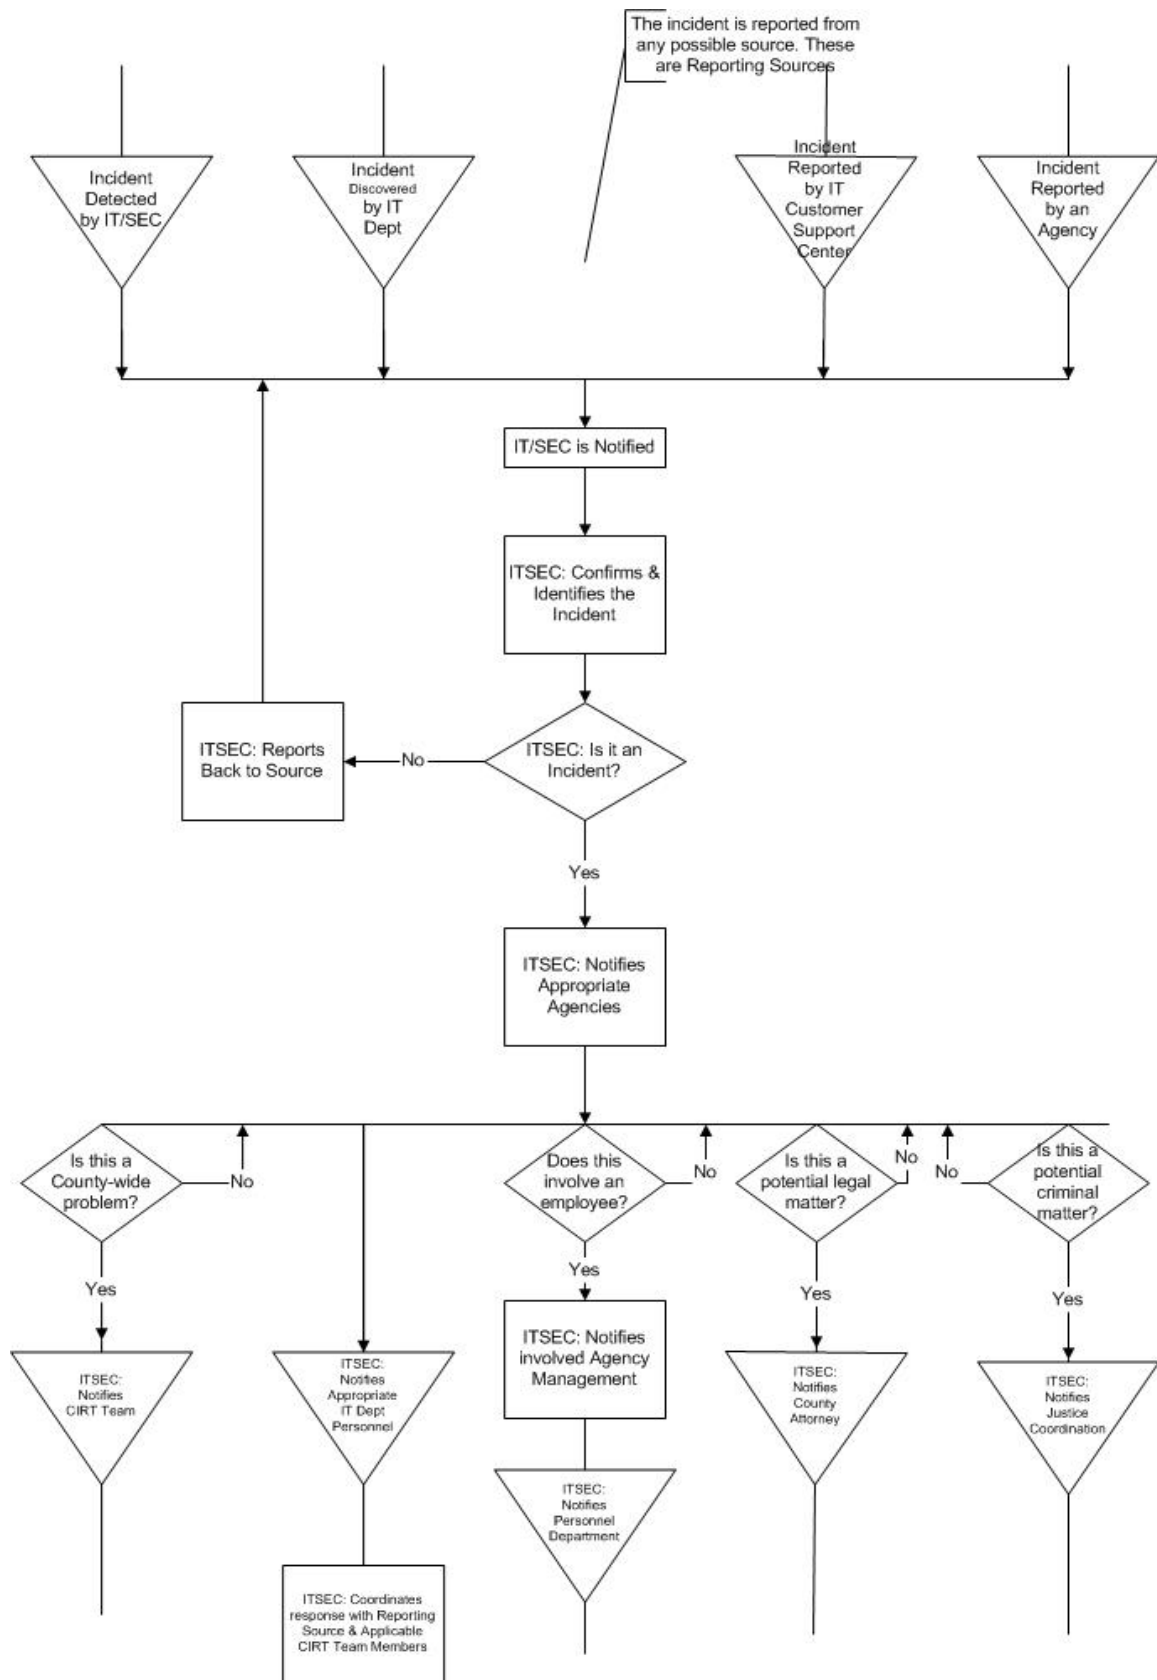 The incident is reported from
any possible source. These
are Reporting Sources
Incident
Detected
by IT/SEC
Incident
Discovered
by IT
Dept
Incident
Reported
by IT
Customer
Support
Center
Incident
Reported
by an
Agency
IT/SEC is Notified
ITSEC: Confirms &
Identifies the
Incident
ITSEC: Reports
Back to Source
No
ITSEC: Is it an
Incident?
Yes
ITSEC: Notifies
Appropriate
Agencies
Is this a
County-wide
problem?
No
Does this
involve an
employee?
No
Is this a
potential legal
matter?
No
No
Is this a
potential
criminal
matter?
Yes
Yes
Yes
Yes
ITSEC:
Notifies
CIRT Team
ITSEC:
Notifies
Appropriate
IT Dept
Personnel
ITSEC: Notifies
involved Agency
Management
ITSEC:
Notifies
County
Attorney
ITSEC:
Notifies
Justice
Coordination
ITSEC:
Notifies
Personnel
Department
ITSEC: Coordinates
response with Reporting
Source & Applicable
CIRT Team Members